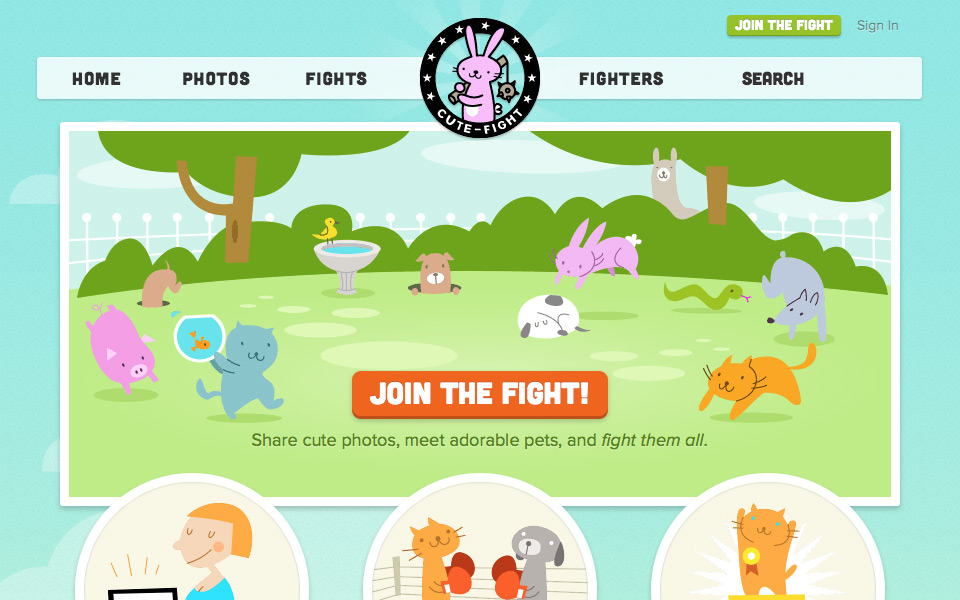 JOIN THE FIGHT
Sign In
HOME
PHOTOS
FIGHTS
CUTE-FIGHT
FIGHTERS
SEARCH
JOIN THE FIGHT!
Share cute photos, meet adorable pets, and fight them all.